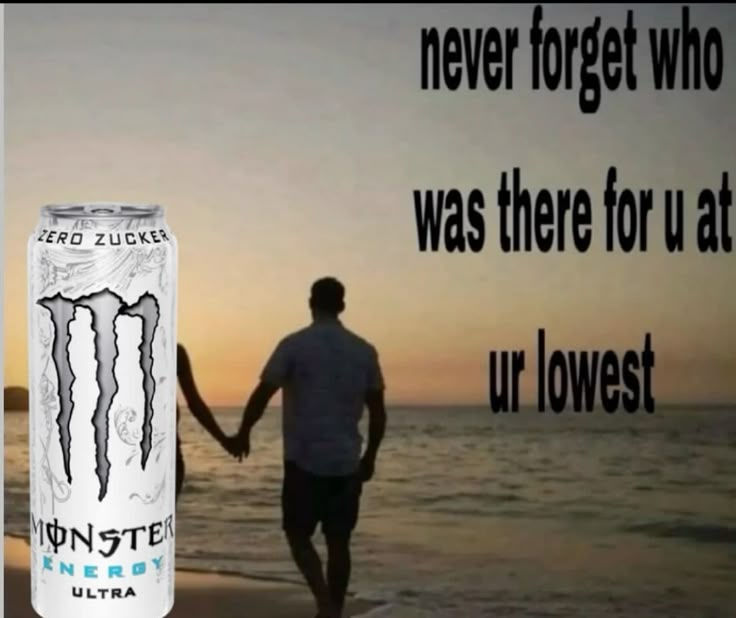 never forget who
was there for u at
ur lowest
ZERO ZUCKER
MONSTER
ENERGY
ULTRA